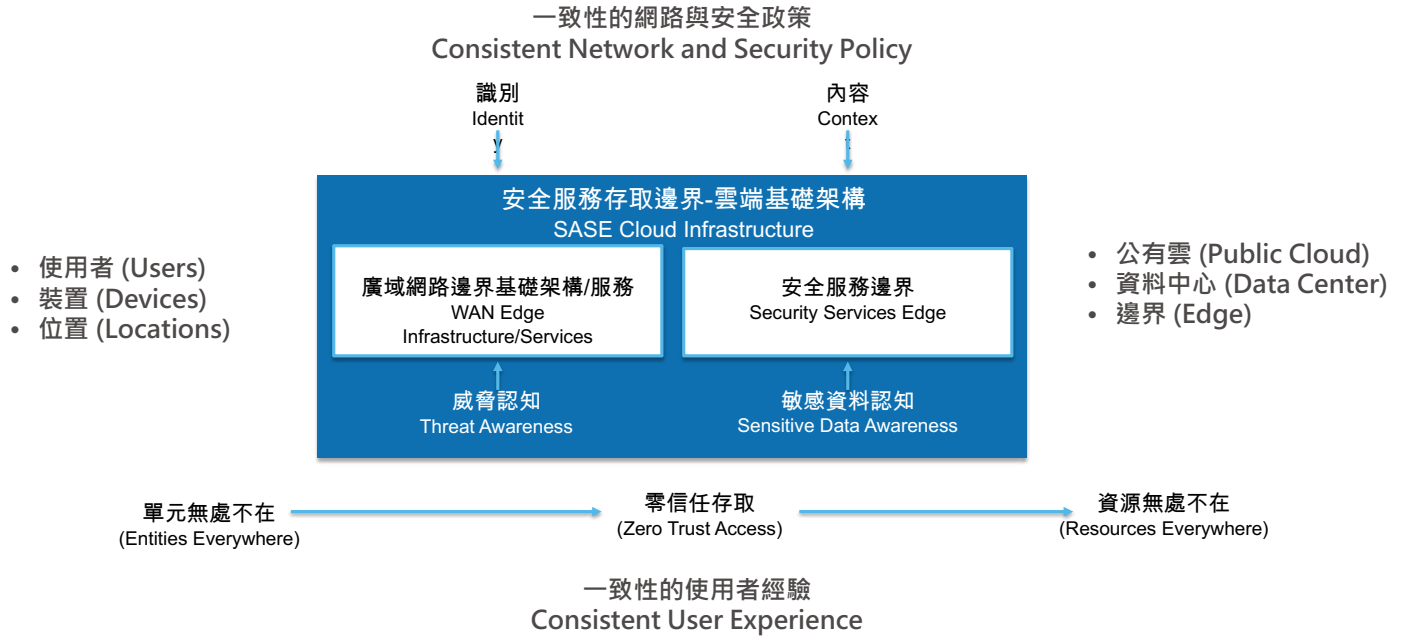 一致性的網路與安全政策
Consistent Network and Security Policy
識別
Identit
y
內容
Contex
t
安全服務存取邊界-雲端基礎架構
SASE Cloud Infrastructure
• 使用者 (Users)
• 裝置 (Devices)
• 位置 (Locations)
廣域網路邊界基礎架構/服務
WAN Edge
Infrastructure/Services
安全服務邊界
Security Services Edge
• 公有雲 (Public Cloud)
• 資料中心 (Data Center)
• 邊界 (Edge)
威脅認知
Threat Awareness
敏感資料認知
Sensitive Data Awareness
單元無處不在
(Entities Everywhere)
零信任存取
(Zero Trust Access)
資源無處不在
(Resources Everywhere)
一致性的使用者經驗
Consistent User Experience